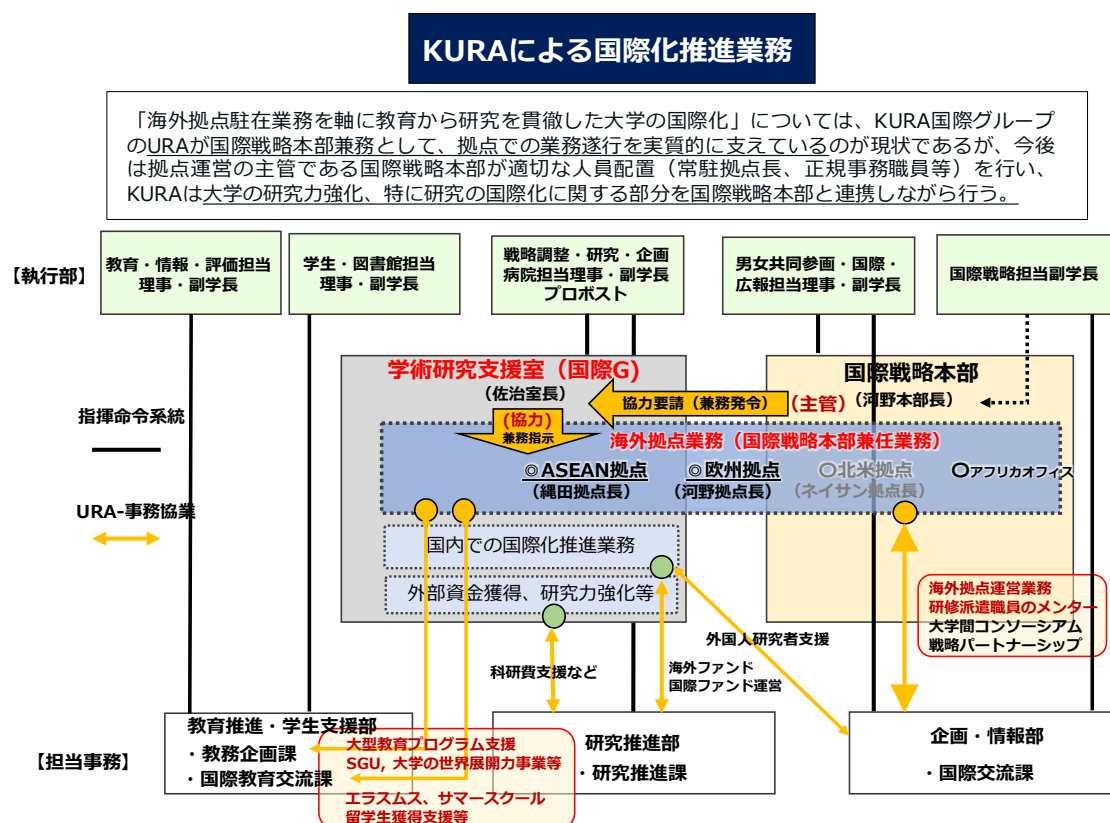 KURAによる国際化推進業務
「海外拠点駐在業務を軸に教育から研究を貫徹した大学の国際化」については、KURA国際グループ
のURAが国際戦略本部兼務として、拠点での業務遂行を実質的に支えているのが現状であるが、今後
は拠点運営の主管である国際戦略本部が適切な人員配置（常駐拠点長、正規事務職員等）を行い、
KURAは大学の研究力強化、特に研究の国際化に関する部分を国際戦略本部と連携しながら行う。
【執行部】
教育・情報・評価担当
理事・副学長
学生・図書館担当
理事・副学長
戦略調整・研究・企画
病院担当理事・副学長
プロボスト
男女共同参画・国際・
広報担当理事・副学長
国際戦略担当副学長
学術研究支援室（国際G）
（佐治室長）
国際戦略本部
（主管）（河野本部長）
協力要請（兼務発令）
(協力)
兼務指示
海外拠点業務（国際戦略本部兼任業務）
◎ASEAN拠点
（縄田拠点長）
◎欧州拠点
（河野拠点長）
○北米拠点
（ネイサン拠点長）
○アフリカオフィス
指揮命令系統
URA-事務協業
国内での国際化推進業務
外部資金獲得、研究力強化等
海外拠点運営業務
研修派遣職員のメンター
大学間コンソーシアム
戦略パートナーシップ
外国人研究者支援
科研費支援など
海外ファンド
国際ファンド運営
【担当事務】
教育推進・学生支援部
・教務企画課
・国際教育交流課
大型教育プログラム支援
SGU, 大学の世界展開力事業等
エラスムス、サマースクール
留学生獲得支援等
研究推進部
・研究推進課
企画・情報部
・国際交流課